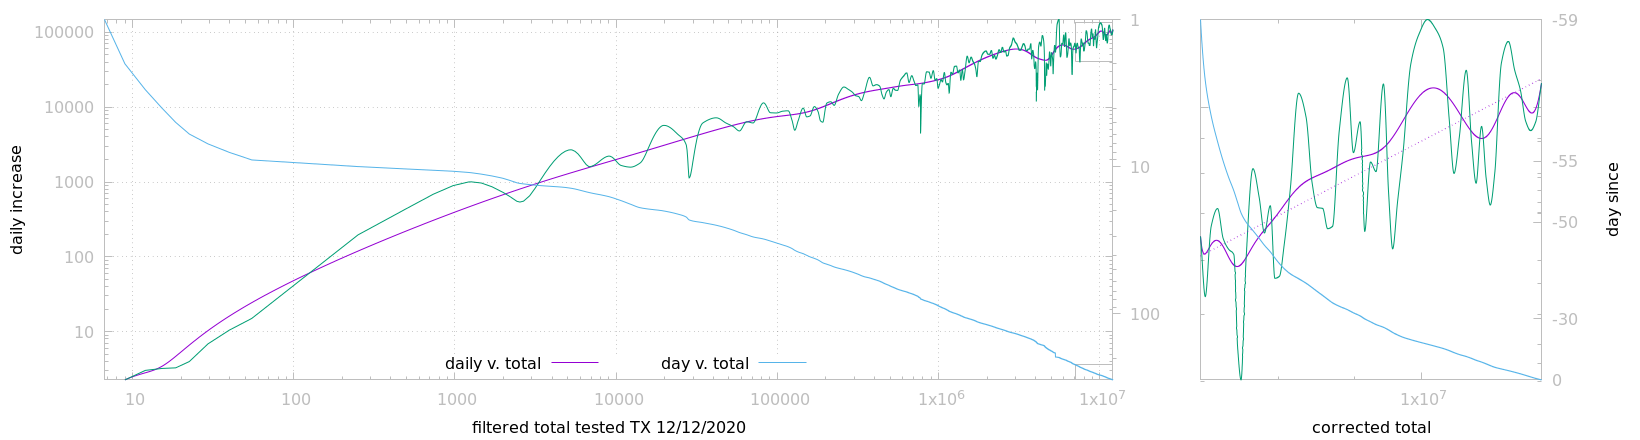 100000
10000
1000
100
10
daily increase
1
10
100
daily v. total
day v. total
10 100 1000 10000 100000 1x10^6 1x10^7
filtered total tested TX 12/12/2020
-59
-55
-50
-30
0
day since
1x10^7
corrected total